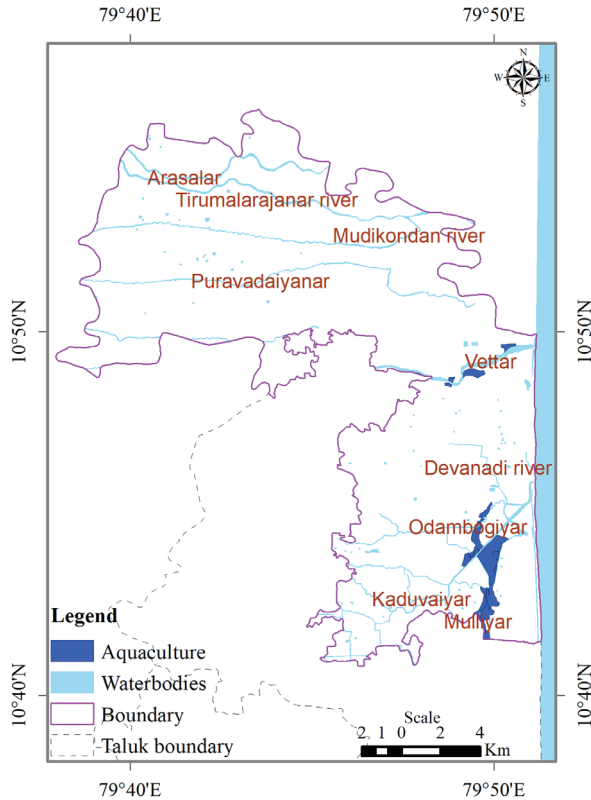 79°40'E 79°50'E
N
W E
S
Arasalar
Tirumalarajanar river
Mudikondan river
Puravadaiyanar
10°50'N 10°50'N
Vettar
Devanadi river
Odambogiyar
Kaduvaiyar
Mulliyar
Legend
Aquaculture
Waterbodies
Boundary
Taluk boundary
10°40'N 10°40'N
Scale
2 1 0 2 4
Km
79°40'E 79°50'E